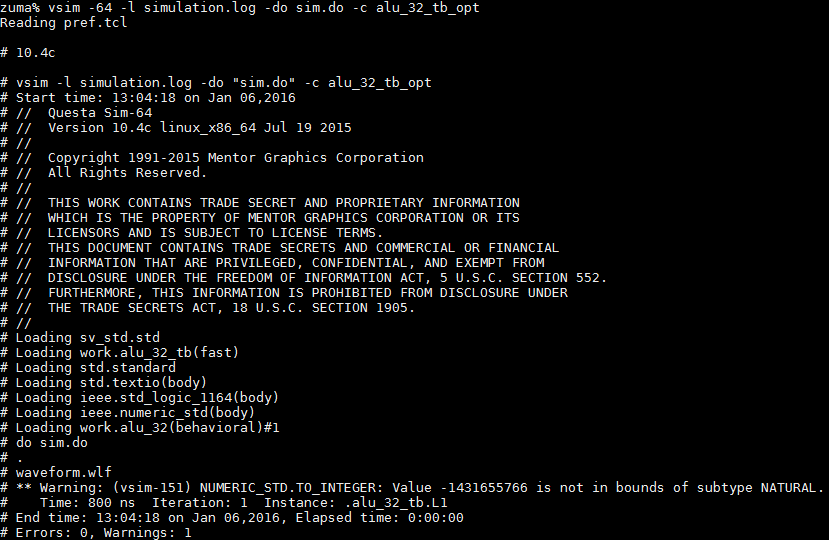 zuma% vsim -64 -l simulation.log -do sim.do -c alu_32_tb_opt
Reading pref.tcl
# 10.4c
# vsim -l simulation.log -do "sim.do" -c alu_32_tb_opt
# Start time: 13:04:18 on Jan 06,2016
# //  Questa Sim-64
# //  Version 10.4c linux_x86_64 Jul 19 2015
# //
# //  Copyright 1991-2015 Mentor Graphics Corporation
# //  All Rights Reserved.
# //
# //  THIS WORK CONTAINS TRADE SECRET AND PROPRIETARY INFORMATION
# //  WHICH IS THE PROPERTY OF MENTOR GRAPHICS CORPORATION OR ITS
# //  LICENSORS AND IS SUBJECT TO LICENSE TERMS.
# //  THIS DOCUMENT CONTAINS TRADE SECRETS AND COMMERCIAL OR FINANCIAL
# //  INFORMATION THAT ARE PRIVILEGED, CONFIDENTIAL, AND EXEMPT FROM
# //  DISCLOSURE UNDER THE FREEDOM OF INFORMATION ACT, 5 U.S.C. SECTION 552.
# //  FURTHERMORE, THIS INFORMATION IS PROHIBITED FROM DISCLOSURE UNDER
# //  THE TRADE SECRETS ACT, 18 U.S.C. SECTION 1905.
# //
# Loading sv_std.std
# Loading work.alu_32_tb(fast)
# Loading std.standard
# Loading std.textio(body)
# Loading ieee.std_logic_1164(body)
# Loading ieee.numeric_std(body)
# Loading work.alu_32(behavioral)#1
# do sim.do
# .
# waveform.wlf
# ** Warning: (vsim-151) NUMERIC_STD.TO_INTEGER: Value -1431655766 is not in bounds of subtype NATURAL.
#    Time: 800 ns  Iteration: 1  Instance: .alu_32_tb.L1
# End time: 13:04:18 on Jan 06,2016, Elapsed time: 0:00:00
# Errors: 0, Warnings: 1